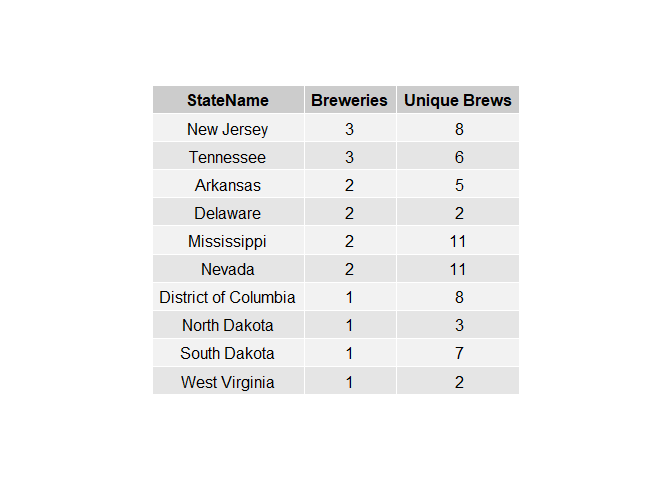 StateName Breweries Unique Brews
New Jersey 3 8
Tennessee 3 6
Arkansas 2 5
Delaware 2 2
Mississippi 2 11
Nevada 2 11
District of Columbia 1 8
North Dakota 1 3
South Dakota 1 7
West Virginia 1 2